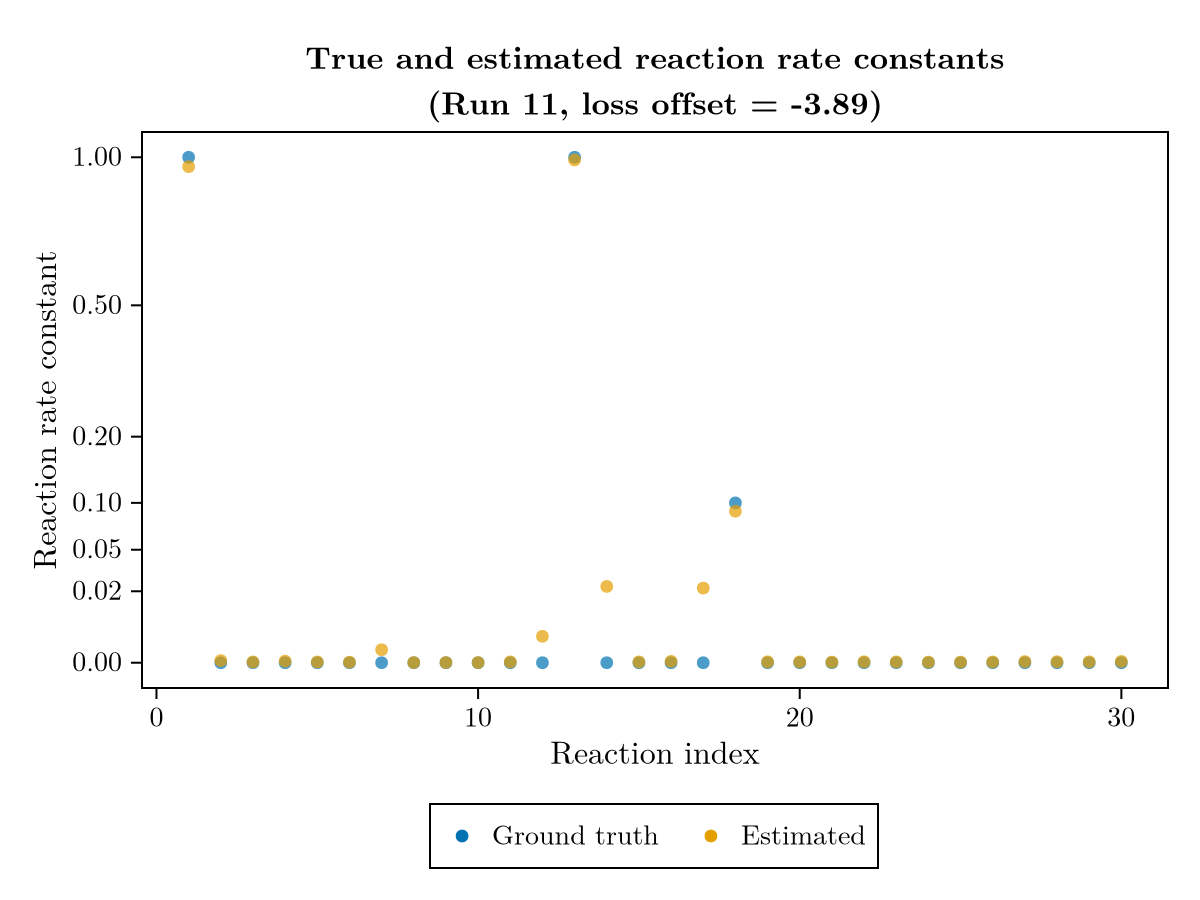 True and estimated reaction rate constants
(Run 11, loss offset = -3.89)
Reaction rate constant
1.00
0.50
0.20
0.10
0.05
0.02
0.00
0 10 20 30
Reaction index
Ground truth Estimated